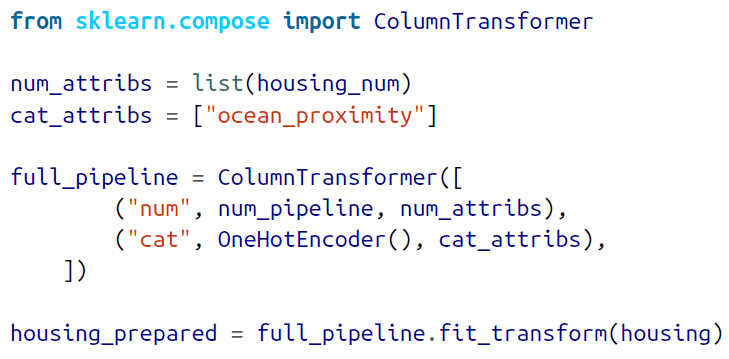 from sklearn.compose import ColumnTransformer
num_attribs = list(housing_num)
cat_attribs = ["ocean_proximity"]
full_pipeline = ColumnTransformer([
        ("num", num_pipeline, num_attribs),
        ("cat", OneHotEncoder(), cat_attribs),
    ])
housing_prepared = full_pipeline.fit_transform(housing)